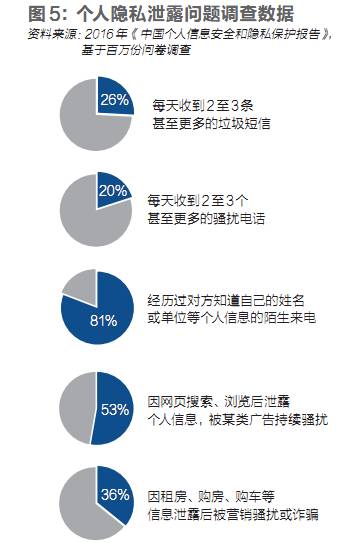 图5：个人隐私泄露问题调查数据
资料来源：2016年《中国个人信息安全和隐私保护报告》，
基于百万份问卷调查
26%
每天收到2至3条
甚至更多的垃圾短信
20%
每天收到2至3个
甚至更多的骚扰电话
81%
经历过对方知道自己的姓名
或单位等个人信息的陌生来电
53%
因网页搜索、浏览后泄露
个人信息，被某类广告持续骚扰
36%
因租房、购房、购车等
信息泄露后被营销骚扰或诈骗